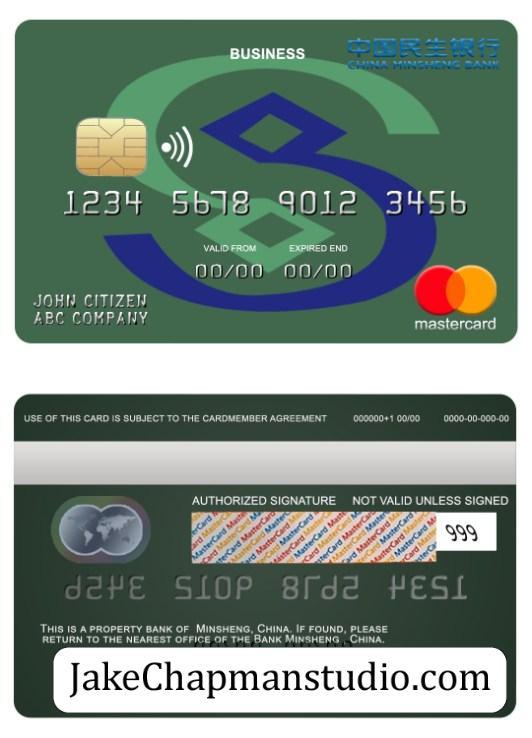 BUSINESS
中国民生银行
CHINA MINSHENG BANK
1234 5678 9012 3456
VALID FROM EXPIRED END
00/00 00/00
JOHN CITIZEN
ABC COMPANY
mastercard
USE OF THIS CARD IS SUBJECT TO THE CARDMEMBER AGREEMENT 000000+1 00/00 0000-00-000-00
AUTHORIZED SIGNATURE NOT VALID UNLESS SIGNED
MasterCard MasterCard MasterCard
999
THIS IS A PROPERTY BANK OF MINSHENG, CHINA. IF FOUND, PLEASE
RETURN TO THE NEAREST OFFICE OF THE BANK MINSHENG , CHINA.
JakeChapmanstudio.com